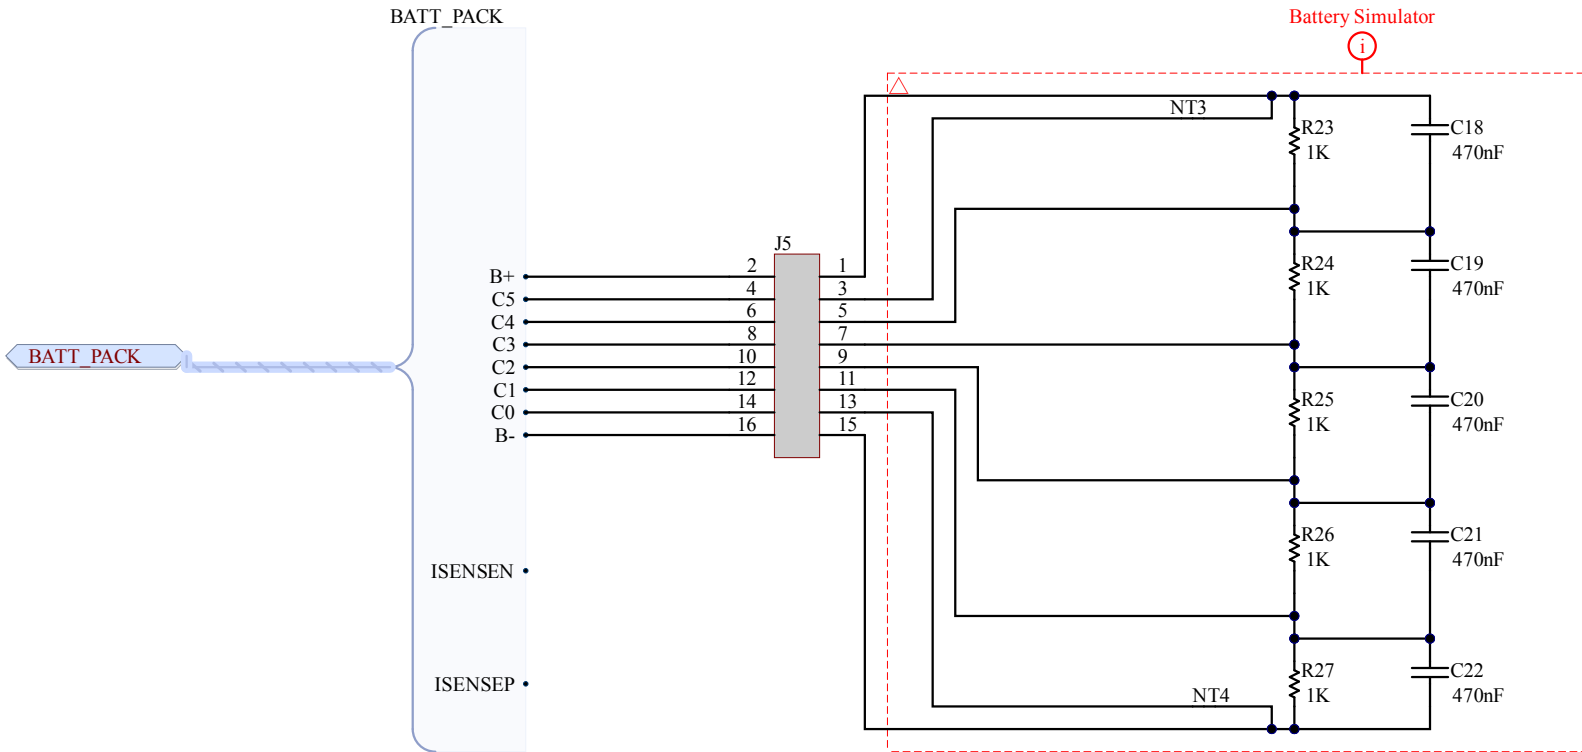 BATT_PACK
Battery Simulator
i
NT3
R23
1K
C18
470nF
J5
B+ 2 1
C5 4 3
C4 6 5
C3 8 7
C2 10 9
C1 12 11
C0 14 13
B- 16 15
R24
1K
C19
470nF
BATT_PACK
R25
1K
C20
470nF
R26
1K
C21
470nF
ISENSEN
ISENSEP
R27
1K
C22
470nF
NT4